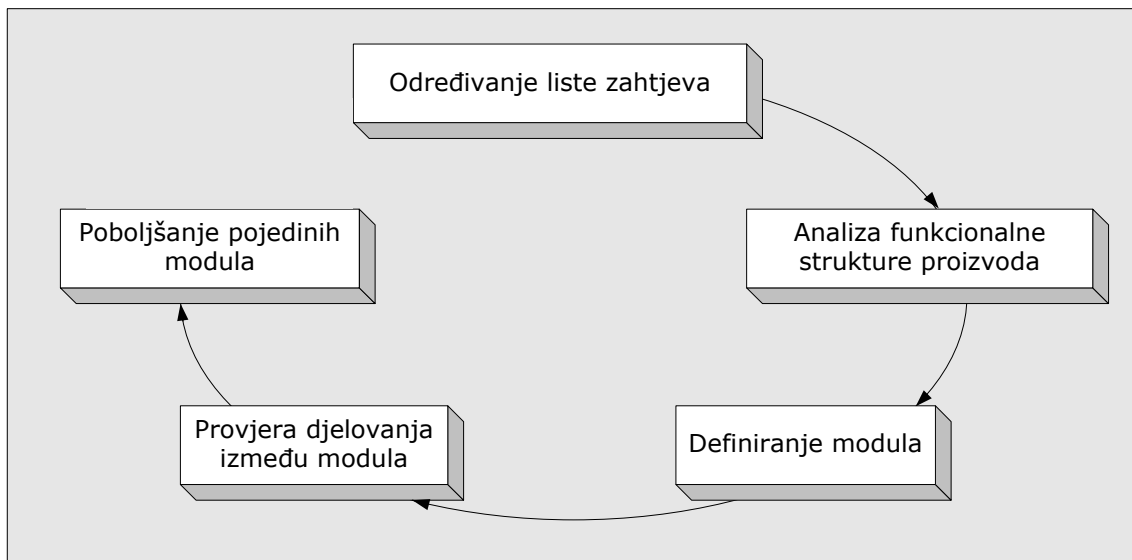 Određivanje liste zahtjeva
Analiza funkcionalne
strukture proizvoda
Definiranje modula
Provjera djelovanja
između modula
Poboljšanje pojedinih
modula